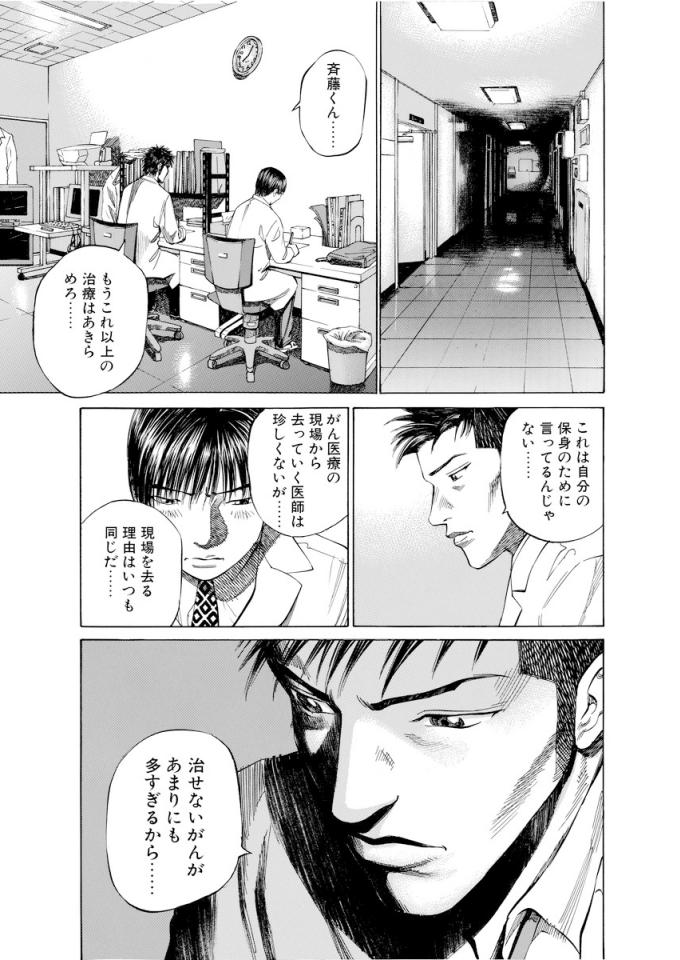 斉藤くん……
もうこれ以上の
治療はあきら
めろ……
これは自分の
保身のために
言ってるんじゃ
ない……
がん医療の
現場から
去っていく医師は
珍しくないが……
現場を去る
理由はいつも
同じだ……
治せないがんが
あまりにも
多すぎるから……